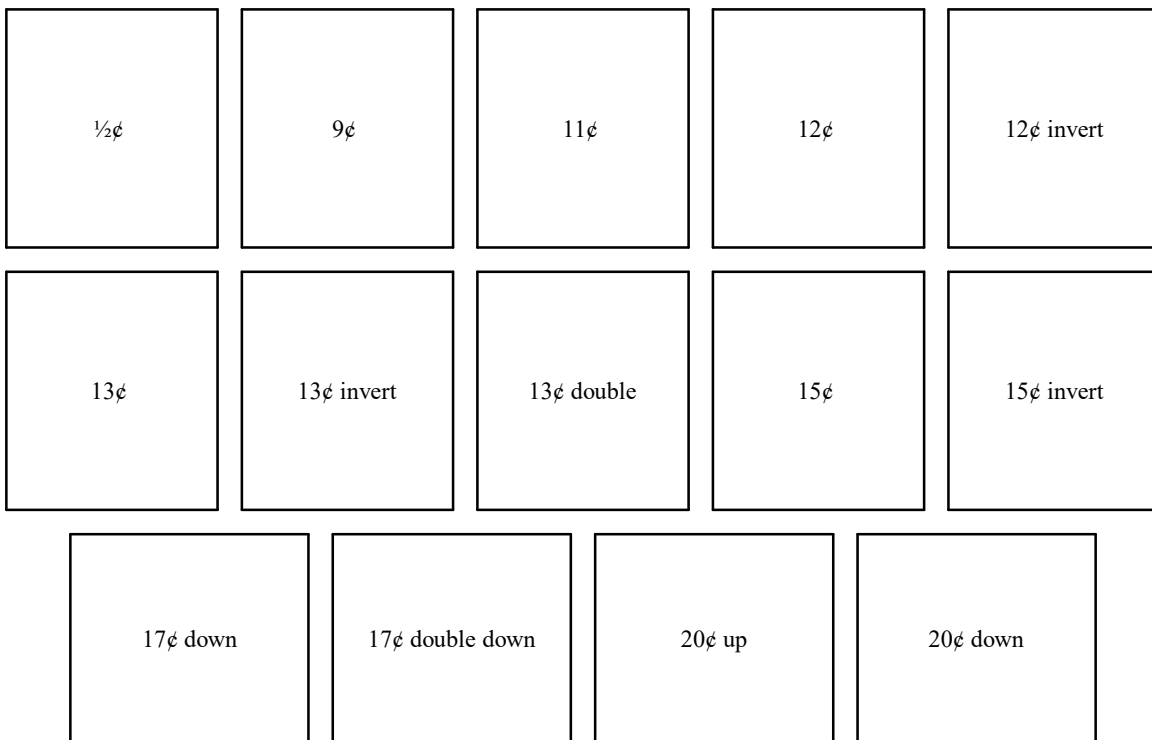 ½¢
9¢
11¢
12¢
12¢ invert
13¢
13¢ invert
13¢ double
15¢
15¢ invert
17¢ down
17¢ double down
20¢ up
20¢ down